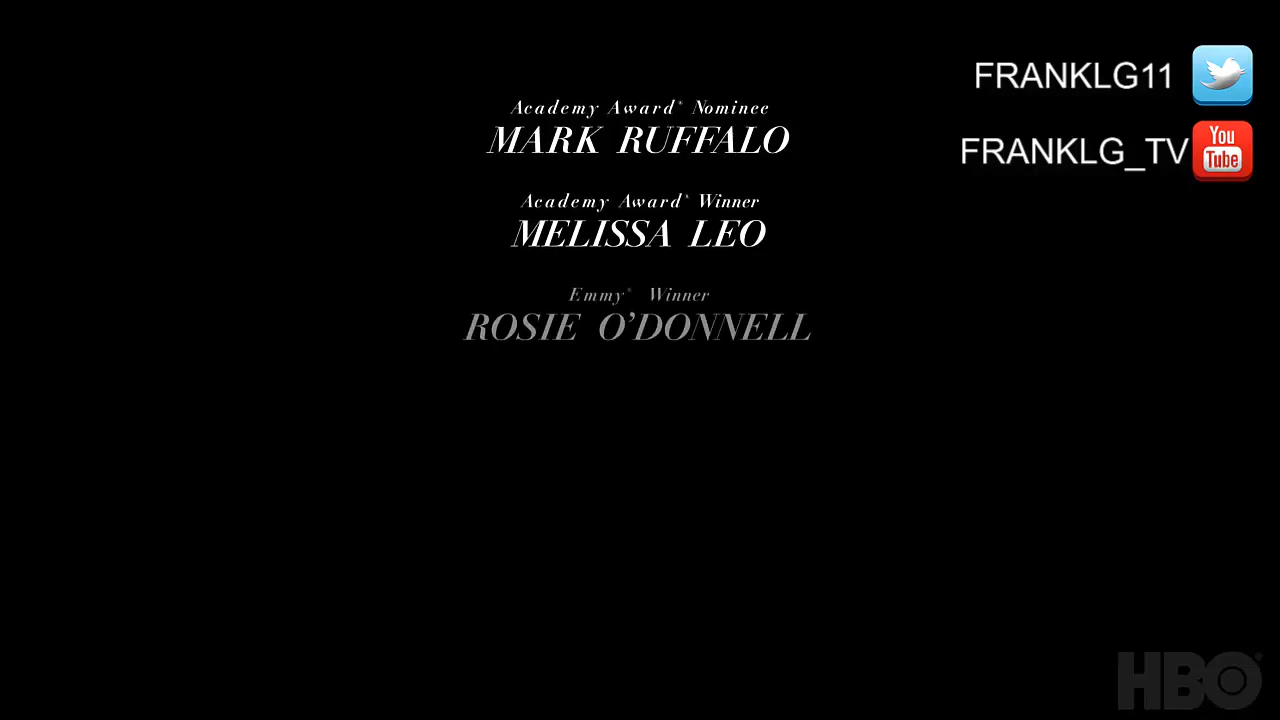 Academy Award® Nominee
MARK RUFFALO
Academy Award® Winner
MELISSA LEO
Emmy® Winner
ROSIE O'DONNELL
FRANKLG11
FRANKLG_TV
You
Tube
HBO®